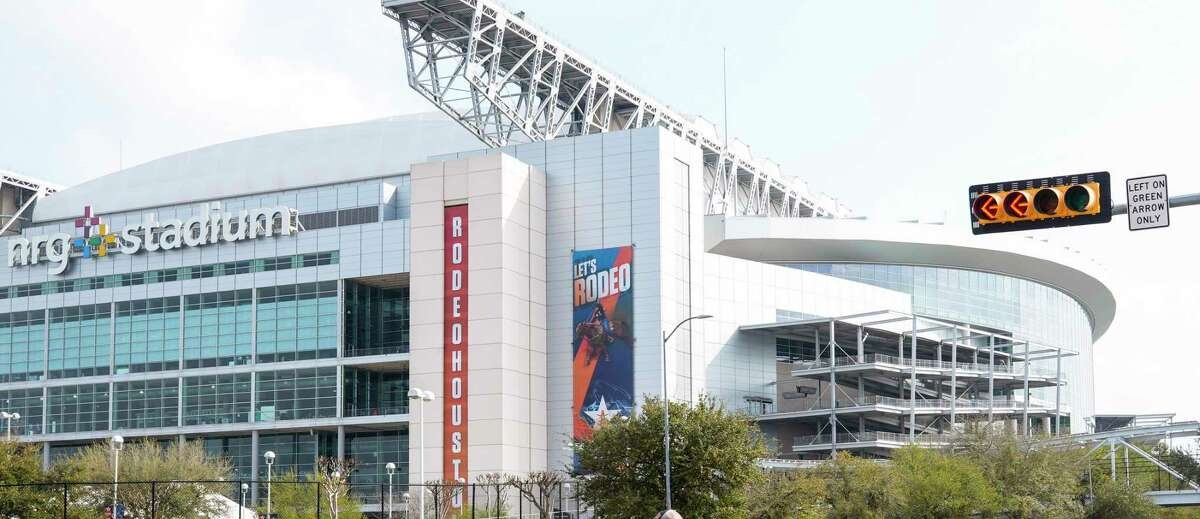 nrg stadium
RODEOHOUST
LET'S
RODEO
LEFT ON
GREEN
ARROW
ONLY